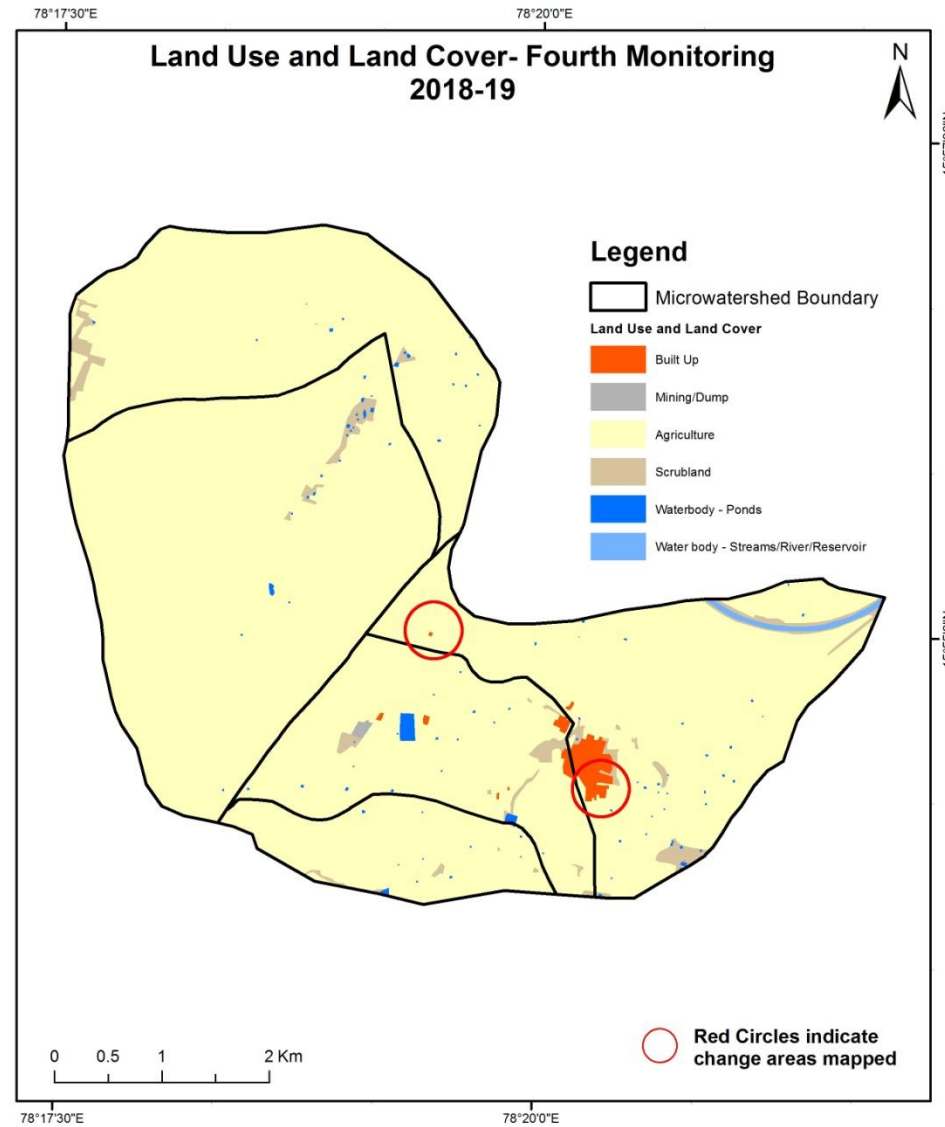 78°17'30"E
78°20'0"E
Land Use and Land Cover- Fourth Monitoring
2018-19
N
Legend
Microwatershed Boundary
Land Use and Land Cover
Built Up
Mining/Dump
Agriculture
Scrubland
Waterbody - Ponds
Water body - Streams/River/Reservoir
0 0.5 1 2 Km
Red Circles indicate
change areas mapped
78°17'30"E
78°20'0"E